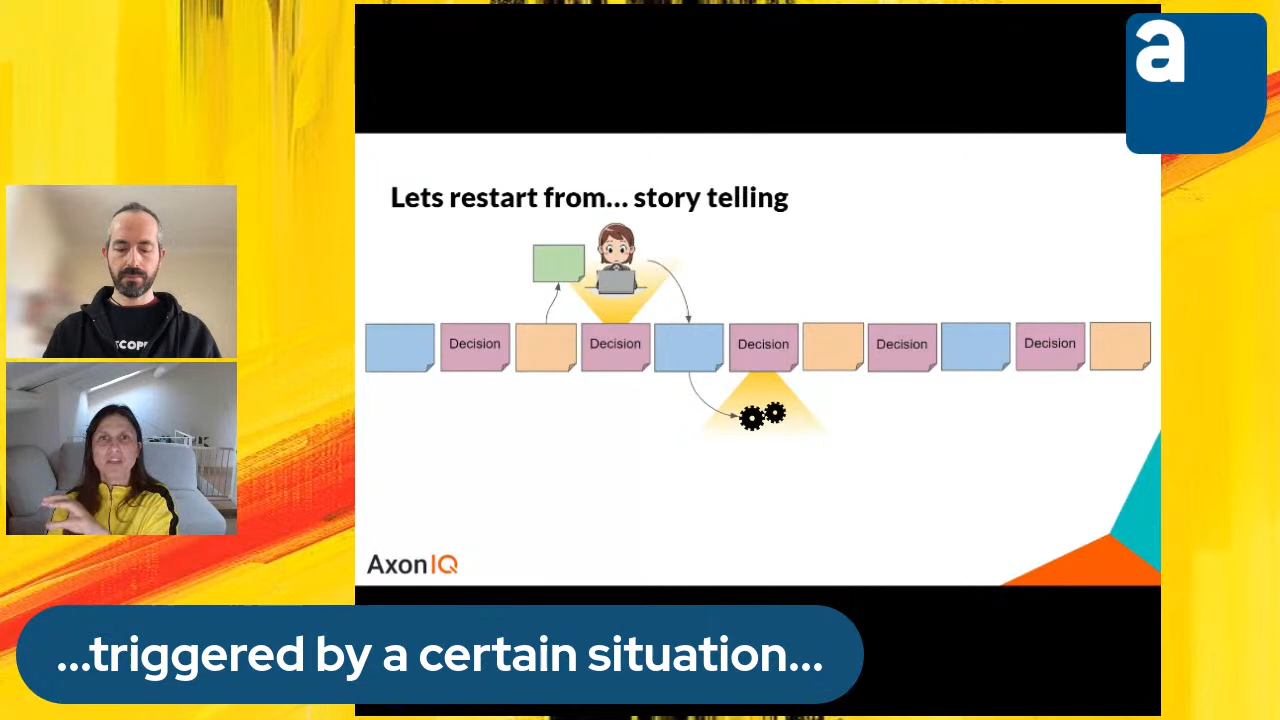 a
Lets restart from... story telling
Decision
Decision
Decision
Decision
Decision
AxonIQ
...triggered by a certain situation...